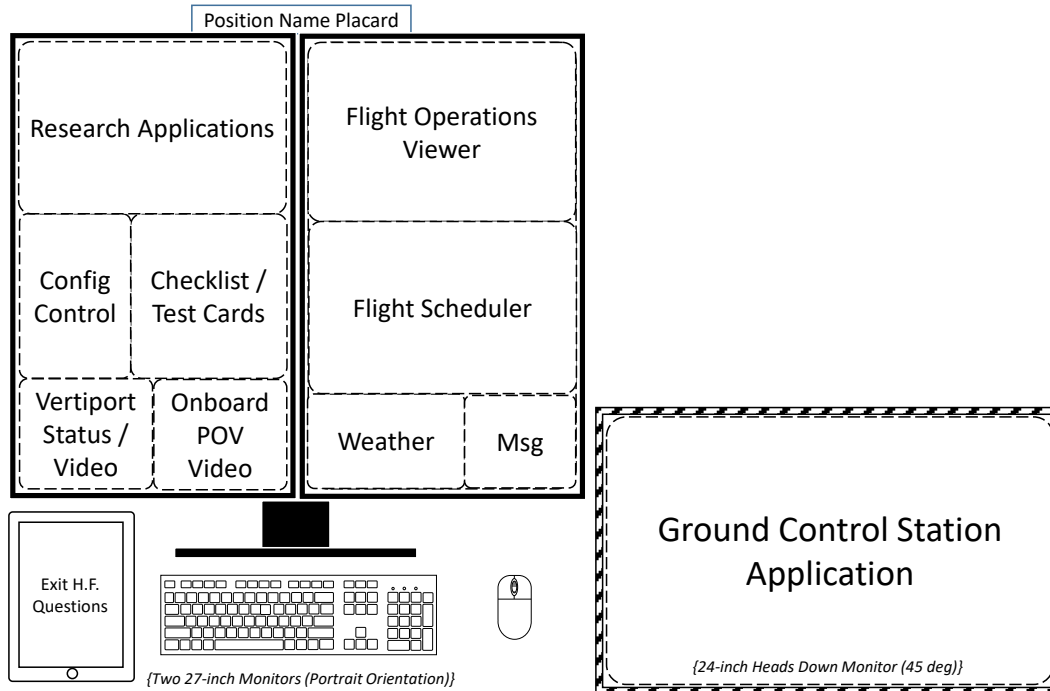 Position Name Placard
Research Applications
Config
Control
Checklist /
Test Cards
Vertiport
Status /
Video
Onboard
POV
Video
Flight Operations
Viewer
Flight Scheduler
Weather
Msg
Exit H.F.
Questions
{Two 27-inch Monitors (Portrait Orientation)}
Ground Control Station
Application
{24-inch Heads Down Monitor (45 deg)}